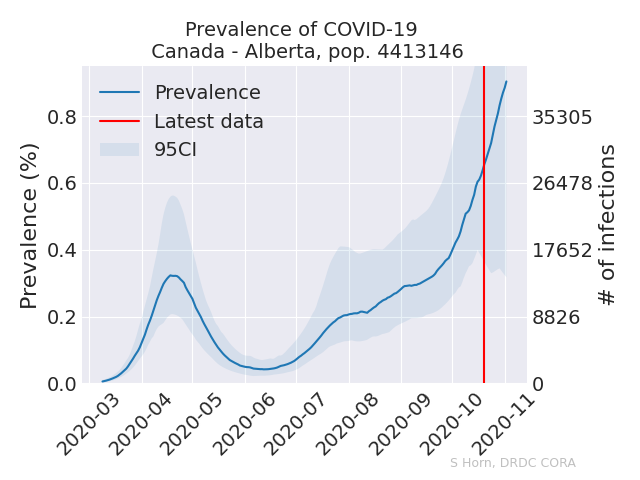 Prevalence of COVID-19
Canada - Alberta, pop. 4413146
Prevalence
Latest data
95CI
Prevalence (%)
0.8
0.6
0.4
0.2
0.0
35305
26478
17652
8826
0
# of infections
2020-03
2020-04
2020-05
2020-06
2020-07
2020-08
2020-09
2020-10
2020-11
S Horn, DRDC CORA